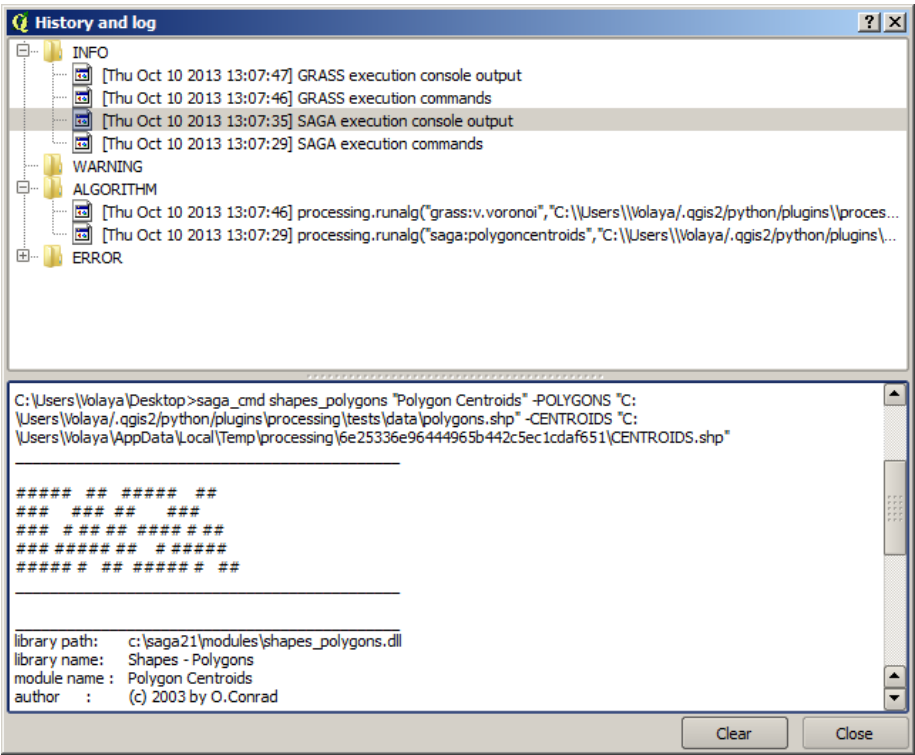 History and log
INFO
[Thu Oct 10 2013 13:07:47] GRASS execution console output
[Thu Oct 10 2013 13:07:46] GRASS execution commands
[Thu Oct 10 2013 13:07:35] SAGA execution console output
[Thu Oct 10 2013 13:07:29] SAGA execution commands
WARNING
ALGORITHM
[Thu Oct 10 2013 13:07:46] processing.runalg("grass:v.voronoi","C:\\Users\\Volaya/.qgis2/python/plugins\\proces...
[Thu Oct 10 2013 13:07:29] processing.runalg("saga:polygoncentroids","C:\\Users\\Volaya/.qgis2/python/plugins\...
ERROR
C:\Users\Volaya\Desktop>saga_cmd shapes_polygons "Polygon Centroids" -POLYGONS "C:
\Users\Volaya/.qgis2/python/plugins\processing\tests\data\polygons.shp" -CENTROIDS "C:
\Users\Volaya\AppData\Local\Temp\processing\6e25336e96444965b442c5ec1cdaf651\CENTROIDS.shp"
_____________________________________________
##### ## ##### ##
### ### ## ###
### # ## ## #### # ##
### ##### ## # #####
##### # ## ##### # ##
_____________________________________________
_____________________________________________
library path: c:\saga21\modules\shapes_polygons.dll
library name: Shapes - Polygons
module name : Polygon Centroids
author : (c) 2003 by O.Conrad
Clear Close